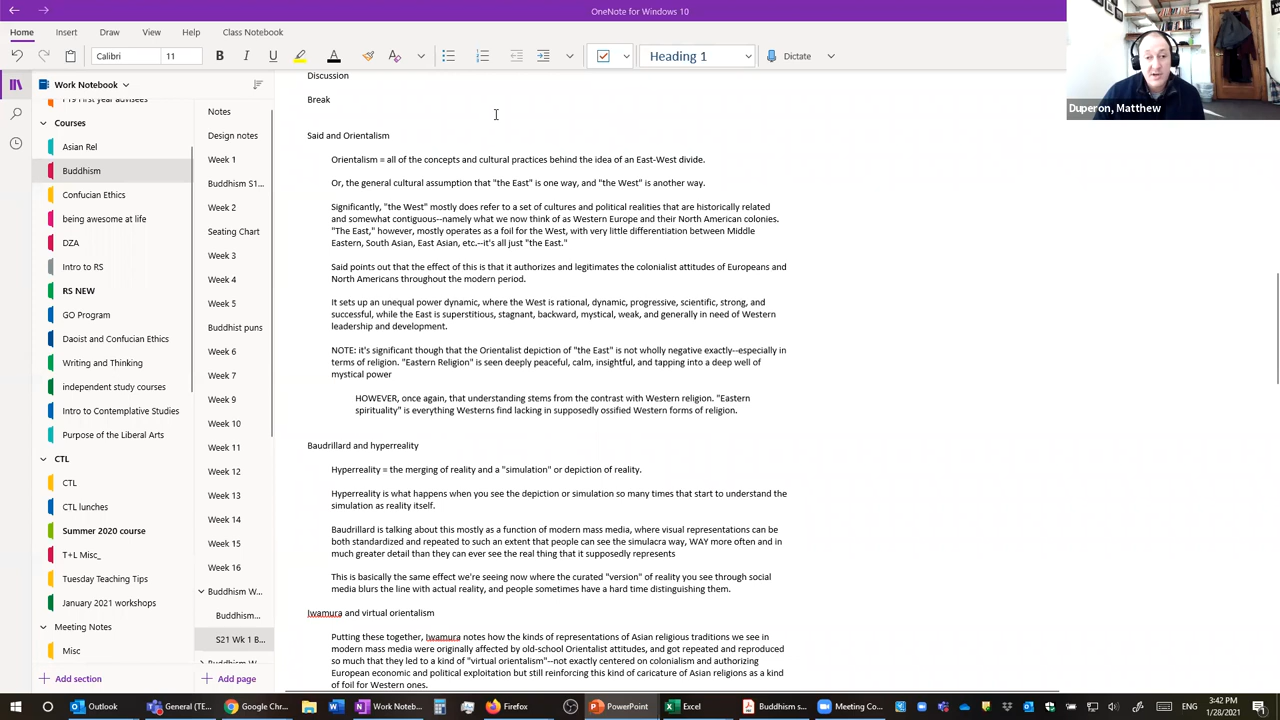 OneNote for Windows 10
Home
Insert
Draw
View
Help
Class Notebook
Calibri
11
B
I
U
Heading 1
Dictate
Duperon, Matthew
Work Notebook
F19 First year advisees
Courses
Asian Rel
Buddhism
Confucian Ethics
being awesome at life
DZA
Intro to RS
RS NEW
GO Program
Daoist and Confucian Ethics
Writing and Thinking
independent study courses
Intro to Contemplative Studies
Purpose of the Liberal Arts
CTL
CTL
CTL lunches
Summer 2020 course
T+L Misc_
Tuesday Teaching Tips
January 2021 workshops
Meeting Notes
Misc
Add section
Notes
Design notes
Week 1
Buddhism S1...
Week 2
Seating Chart
Week 3
Week 4
Week 5
Buddhist puns
Week 6
Week 7
Week 9
Week 10
Week 11
Week 12
Week 13
Week 14
Week 15
Week 16
Buddhism W...
Buddhism...
S21 Wk 1 B...
Buddhism W...
Add page
Discussion
Break
Said and Orientalism
Orientalism = all of the concepts and cultural practices behind the idea of an East-West divide.
Or, the general cultural assumption that "the East" is one way, and "the West" is another way.
Significantly, "the West" mostly does refer to a set of cultures and political realities that are historically related
and somewhat contiguous--namely what we now think of as Western Europe and their North American colonies.
"The East," however, mostly operates as a foil for the West, with very little differentiation between Middle
Eastern, South Asian, East Asian, etc.--it's all just "the East."
Said points out that the effect of this is that it authorizes and legitimates the colonialist attitudes of Europeans and
North Americans throughout the modern period.
It sets up an unequal power dynamic, where the West is rational, dynamic, progressive, scientific, strong, and
successful, while the East is superstitious, stagnant, backward, mystical, weak, and generally in need of Western
leadership and development.
NOTE: it's significant though that the Orientalist depiction of "the East" is not wholly negative exactly--especially in
terms of religion. "Eastern Religion" is seen deeply peaceful, calm, insightful, and tapping into a deep well of
mystical power
HOWEVER, once again, that understanding stems from the contrast with Western religion. "Eastern
spirituality" is everything Westerns find lacking in supposedly ossified Western forms of religion.
Baudrillard and hyperreality
Hyperreality = the merging of reality and a "simulation" or depiction of reality.
Hyperreality is what happens when you see the depiction or simulation so many times that start to understand the
simulation as reality itself.
Baudrillard is talking about this mostly as a function of modern mass media, where visual representations can be
both standardized and repeated to such an extent that people can see the simulacra way, WAY more often and in
much greater detail than they can ever see the real thing that it supposedly represents
This is basically the same effect we're seeing now where the curated "version" of reality you see through social
media blurs the line with actual reality, and people sometimes have a hard time distinguishing them.
Iwamura and virtual orientalism
Putting these together, Iwamura notes how the kinds of representations of Asian religious traditions we see in
modern mass media were originally affected by old-school Orientalist attitudes, and got repeated and reproduced
so much that they led to a kind of "virtual orientalism"--not exactly centered on colonialism and authorizing
European economic and political exploitation but still reinforcing this kind of caricature of Asian religions as a kind
of foil for Western ones.
Outlook
General (TE...
Google Chr...
Work Noteb...
Firefox
PowerPoint
Excel
Buddhism s...
Meeting Co...
3:42 PM
1/28/2021